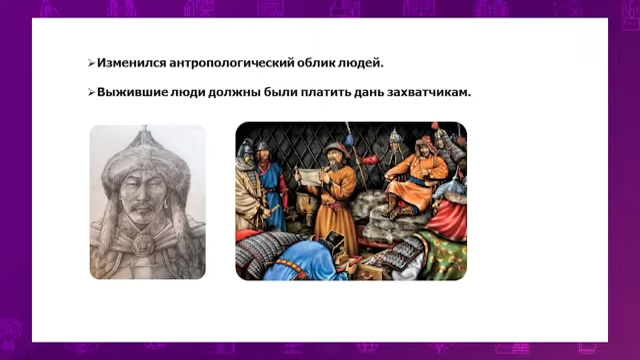 ➢Изменился антропологический облик людей.
➢Выжившие люди должны были платить дань захватчикам.